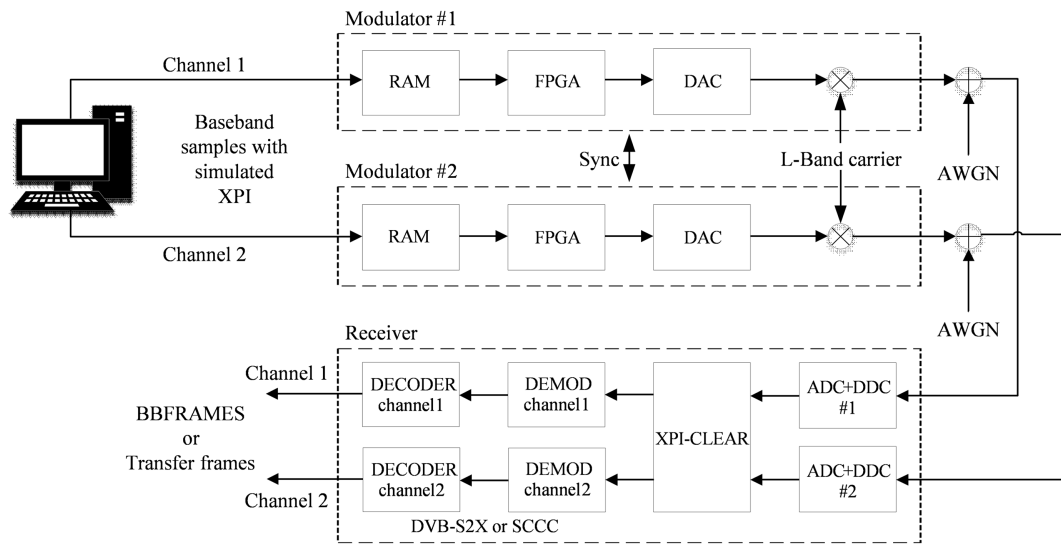 Modulator #1
Channel 1
RAM
FPGA
DAC
Baseband
samples with
simulated
XPI
Sync
L-Band carrier
AWGN
Modulator #2
Channel 2
RAM
FPGA
DAC
AWGN
Receiver
Channel 1
DECODER
channel1
DEMOD
channel1
XPI-CLEAR
ADC+DDC
#1
BBFRAMES
or
Transfer frames
Channel 2
DECODER
channel2
DEMOD
channel2
ADC+DDC
#2
DVB-S2X or SCCC